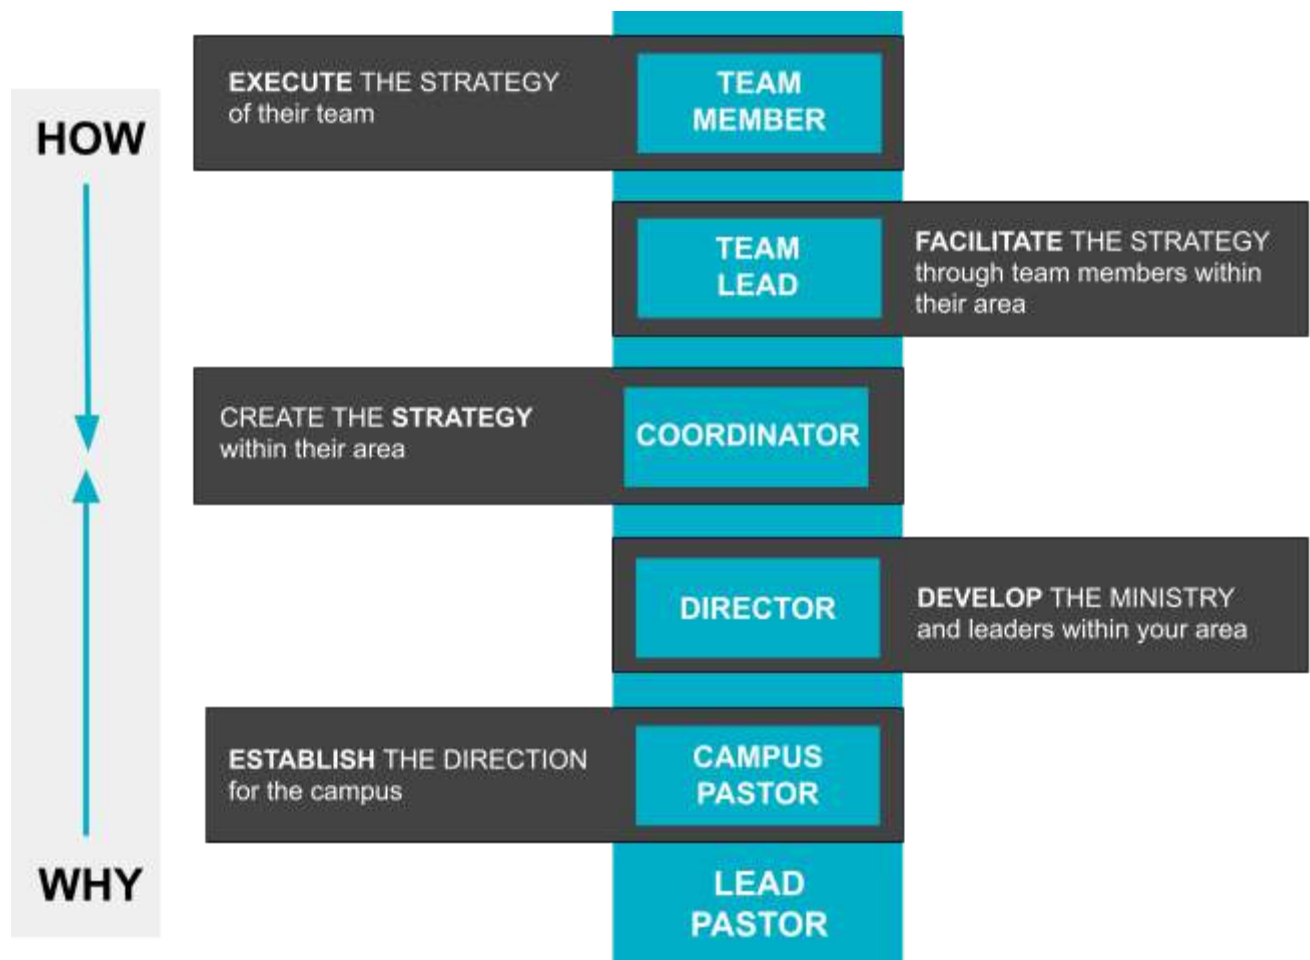 HOW
EXECUTE THE STRATEGY
of their team
TEAM
MEMBER
TEAM
LEAD
FACILITATE THE STRATEGY
through team members within
their area
CREATE THE STRATEGY
within their area
COORDINATOR
DIRECTOR
DEVELOP THE MINISTRY
and leaders within your area
ESTABLISH THE DIRECTION
for the campus
CAMPUS
PASTOR
WHY
LEAD
PASTOR